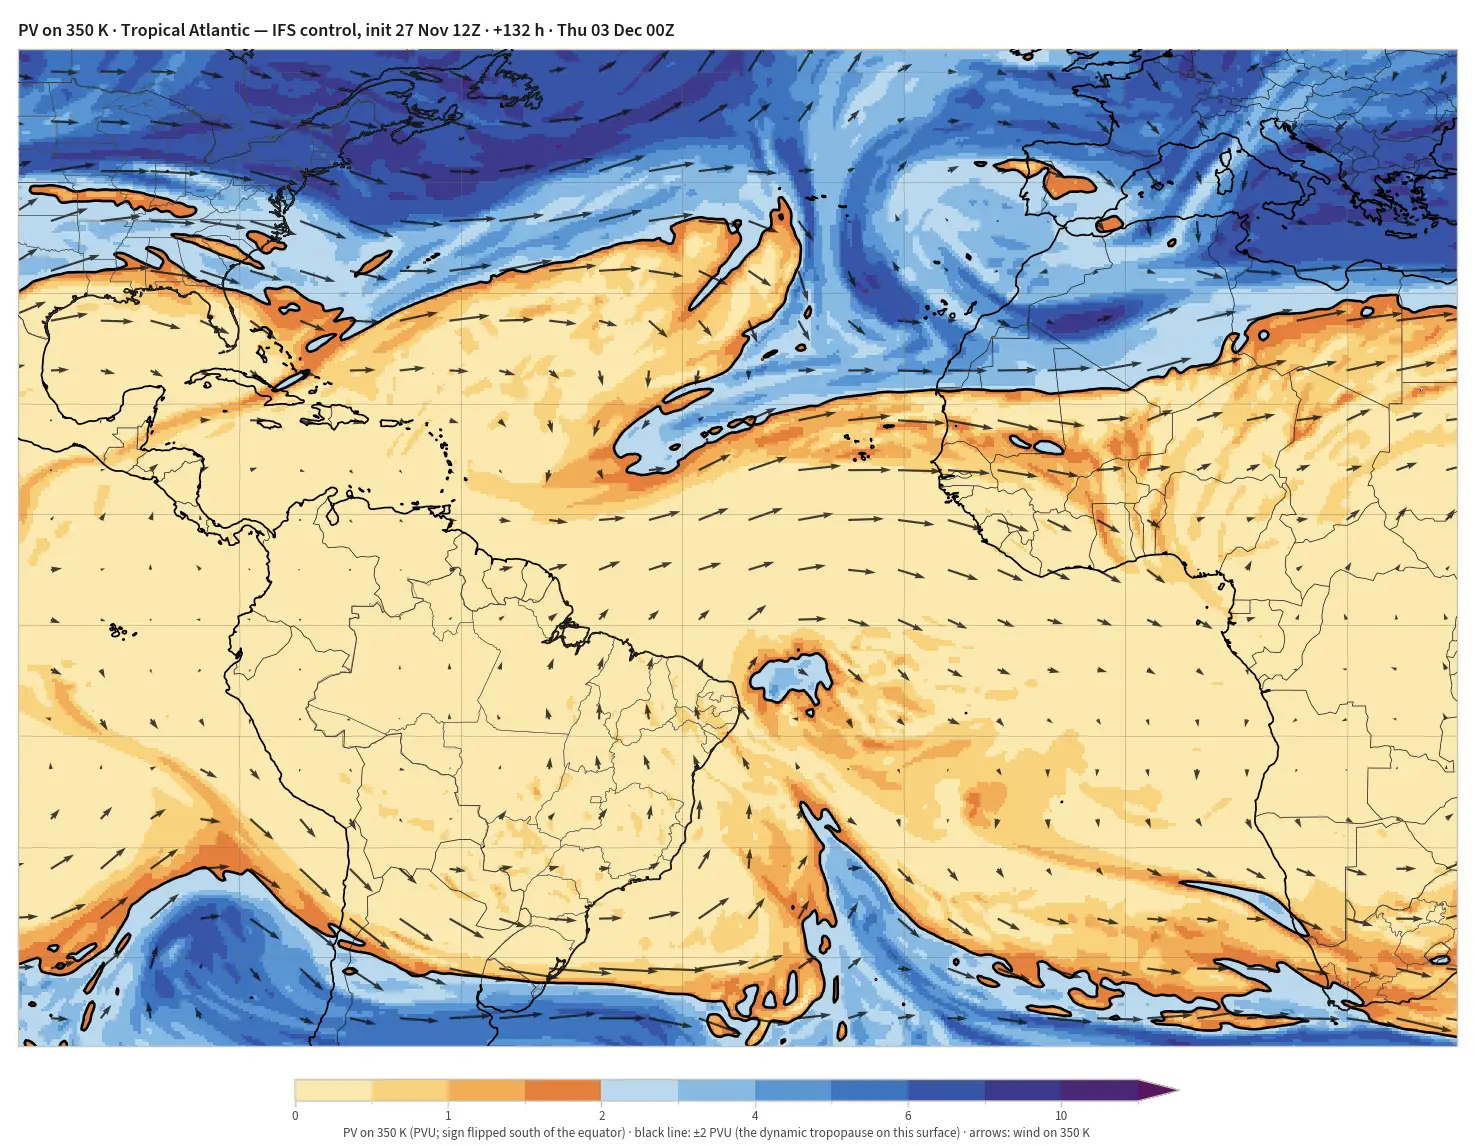 PV on 350 K · Tropical Atlantic — IFS control, init 27 Nov 12Z · +132 h · Thu 03 Dec 00Z
0 1 2 4 6 10
PV on 350 K (PVU; sign flipped south of the equator) · black line: ±2 PVU (the dynamic tropopause on this surface) · arrows: wind on 350 K